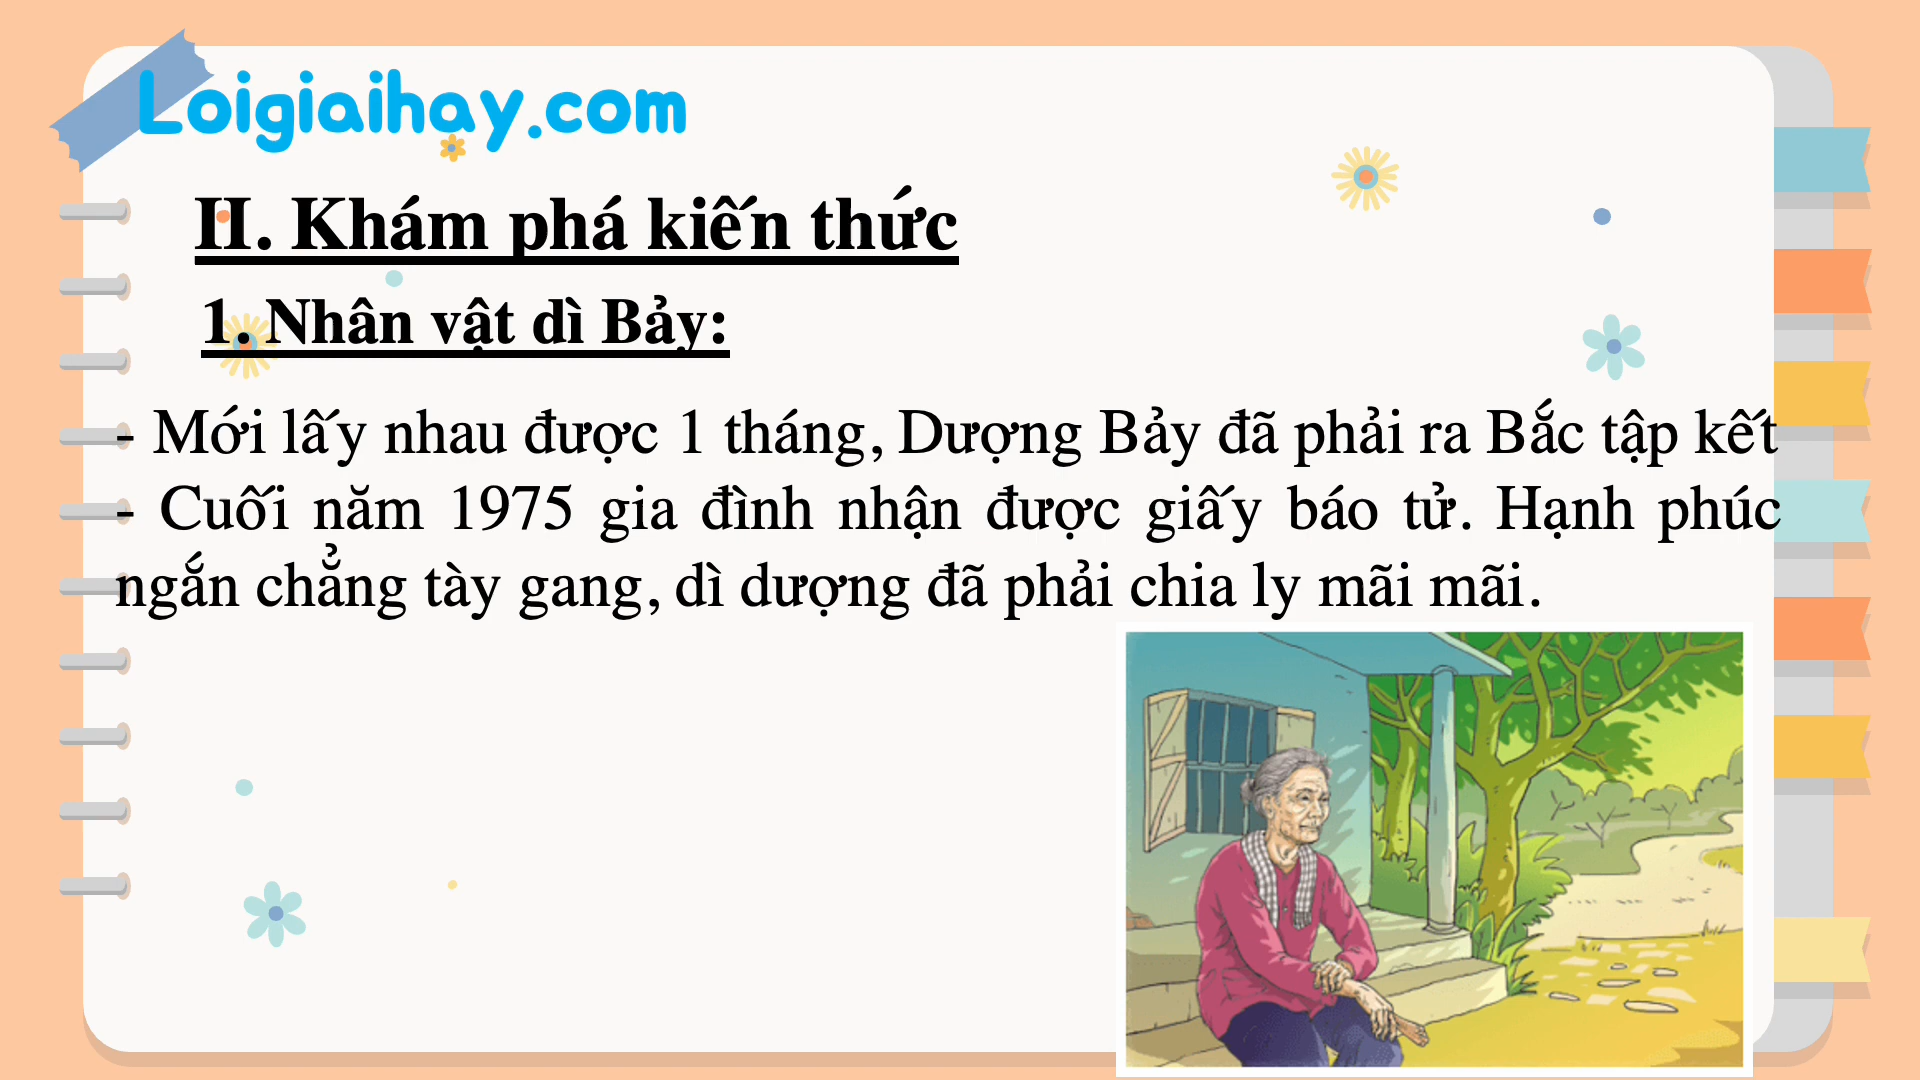 Loigiaihay.com
II. Khám phá kiến thức
1. Nhân vật dì Bảy:
- Mới lấy nhau được 1 tháng, Dượng Bảy đã phải ra Bắc tập kết
- Cuối năm 1975 gia đình nhận được giấy báo tử. Hạnh phúc
ngắn chẳng tày gang, dì dượng đã phải chia ly mãi mãi.